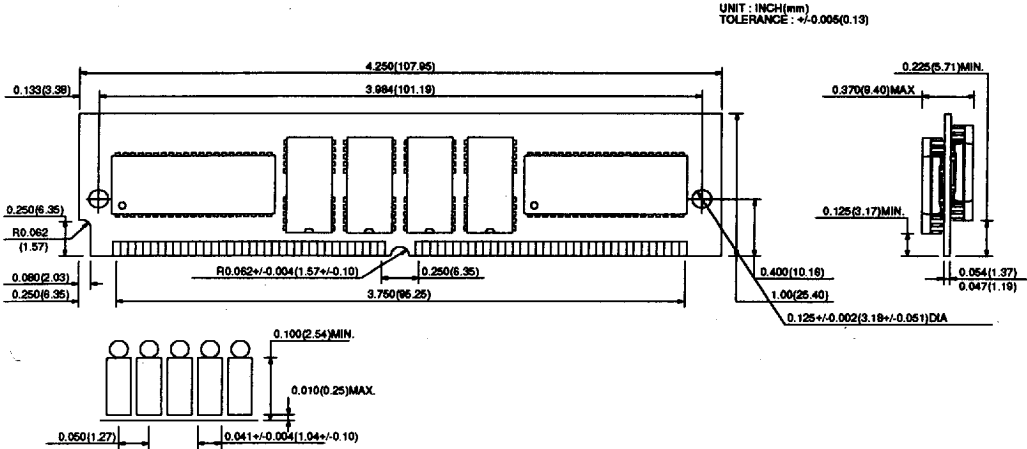 UNIT : INCH(mm)
TOLERANCE : +/-0.005(0.13)
4.250(107.95)
0.225(5.71)MIN.
0.133(3.38)
3.984(101.19)
0.370(9.40)MAX
0.250(6.35)
R0.062
(1.57)
0.125(3.17)MIN.
R0.062+/-0.004(1.57+/-0.10)
0.250(6.35)
0.080(2.03)
0.400(10.16)
0.054(1.37)
0.047(1.19)
0.250(6.35)
3.750(95.25)
1.00(25.40)
0.125+/-0.002(3.18+/-0.051)DIA
0.100(2.54)MIN.
0.010(0.25)MAX.
0.050(1.27)
0.041+/-0.004(1.04+/-0.10)